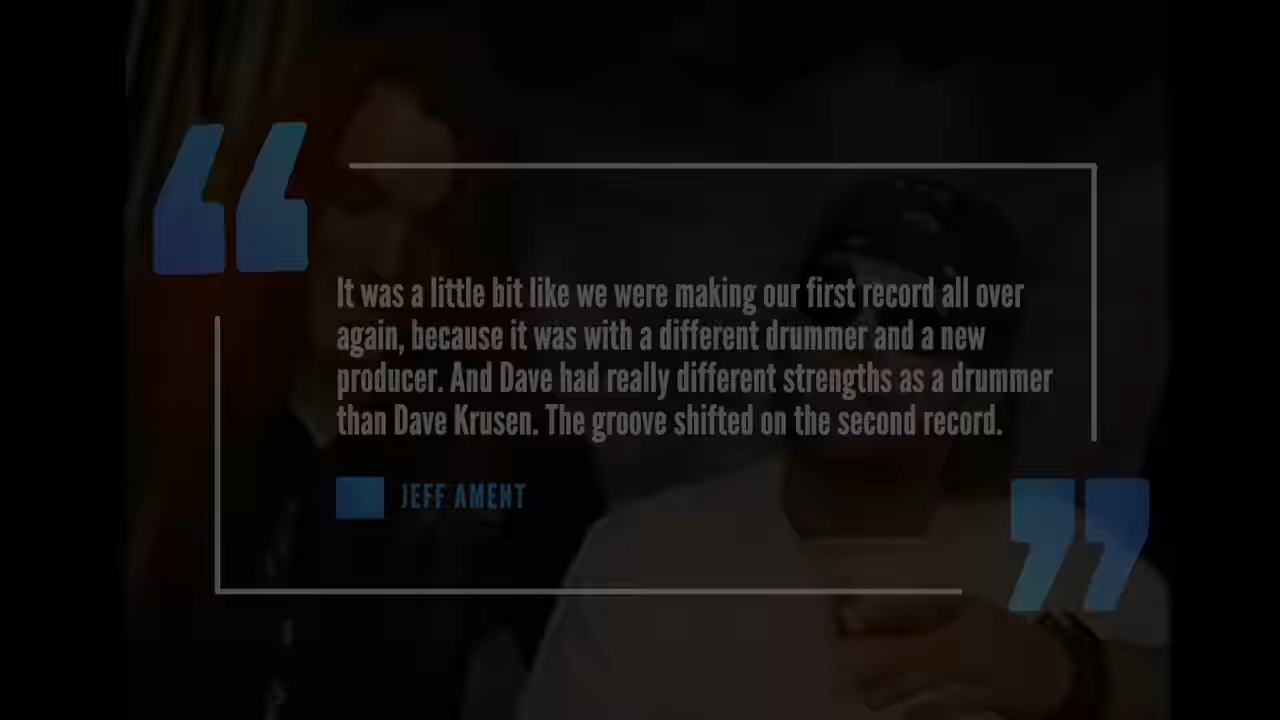 It was a little bit like we were making our first record all over
again, because it was with a different drummer and a new
producer. And Dave had really different strengths as a drummer
than Dave Krusen. The groove shifted on the second record.
JEFF AMENT